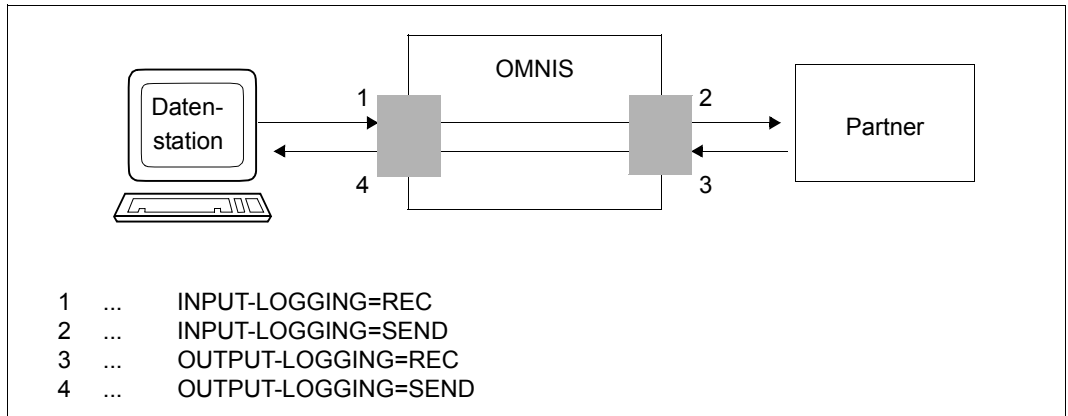 OMNIS
Daten-
station
1
2
Partner
4
3
1 ... INPUT-LOGGING=REC
2 ... INPUT-LOGGING=SEND
3 ... OUTPUT-LOGGING=REC
4 ... OUTPUT-LOGGING=SEND